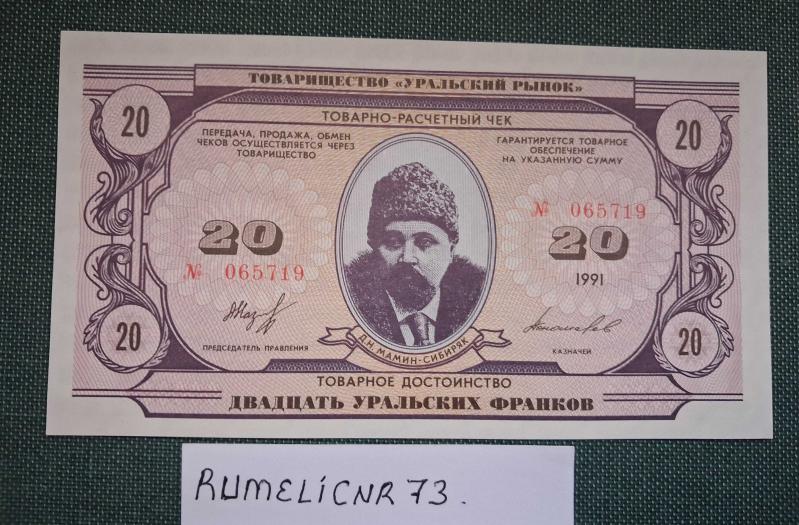 ТОВАРИЩЕСТВО «УРАЛЬСКИЙ РЫНОК»
ТОВАРНО-РАСЧЕТНЫЙ ЧЕК
20
20
ПЕРЕДАЧА, ПРОДАЖА, ОБМЕН
ЧЕКОВ ОСУЩЕСТВЛЯЕТСЯ ЧЕРЕЗ
ТОВАРИЩЕСТВО
ГАРАНТИРУЕТСЯ ТОВАРНОЕ
ОБЕСПЕЧЕНИЕ
НА УКАЗАННУЮ СУММУ
20
№ 065719
№ 065719
20
1991
ПРЕДСЕДАТЕЛЬ ПРАВЛЕНИЯ
Д.Н. МАМИН-СИБИРЯК
КАЗНАЧЕЙ
20
20
ТОВАРНОЕ ДОСТОИНСТВО
ДВАДЦАТЬ УРАЛЬСКИХ ФРАНКОВ
RUMELİCNR73.